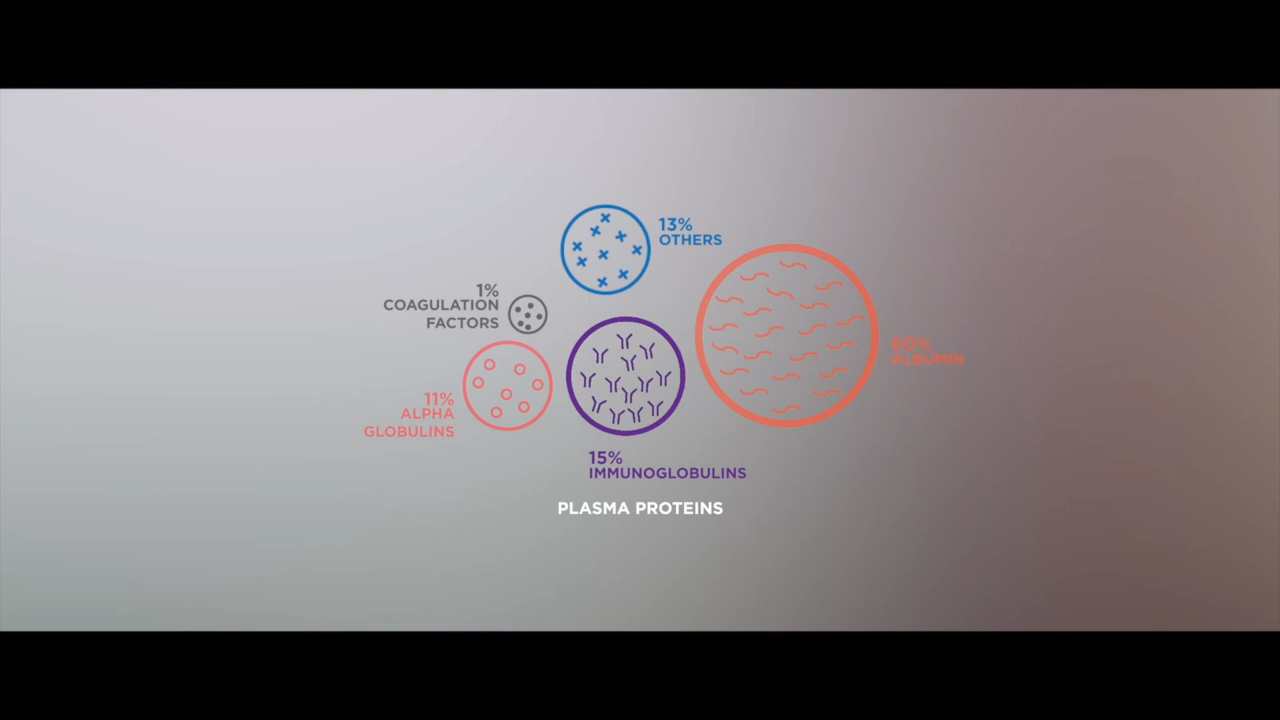 13%
OTHERS
1%
COAGULATION
FACTORS
60%
ALBUMIN
11%
ALPHA
GLOBULINS
15%
IMMUNOGLOBULINS
PLASMA PROTEINS